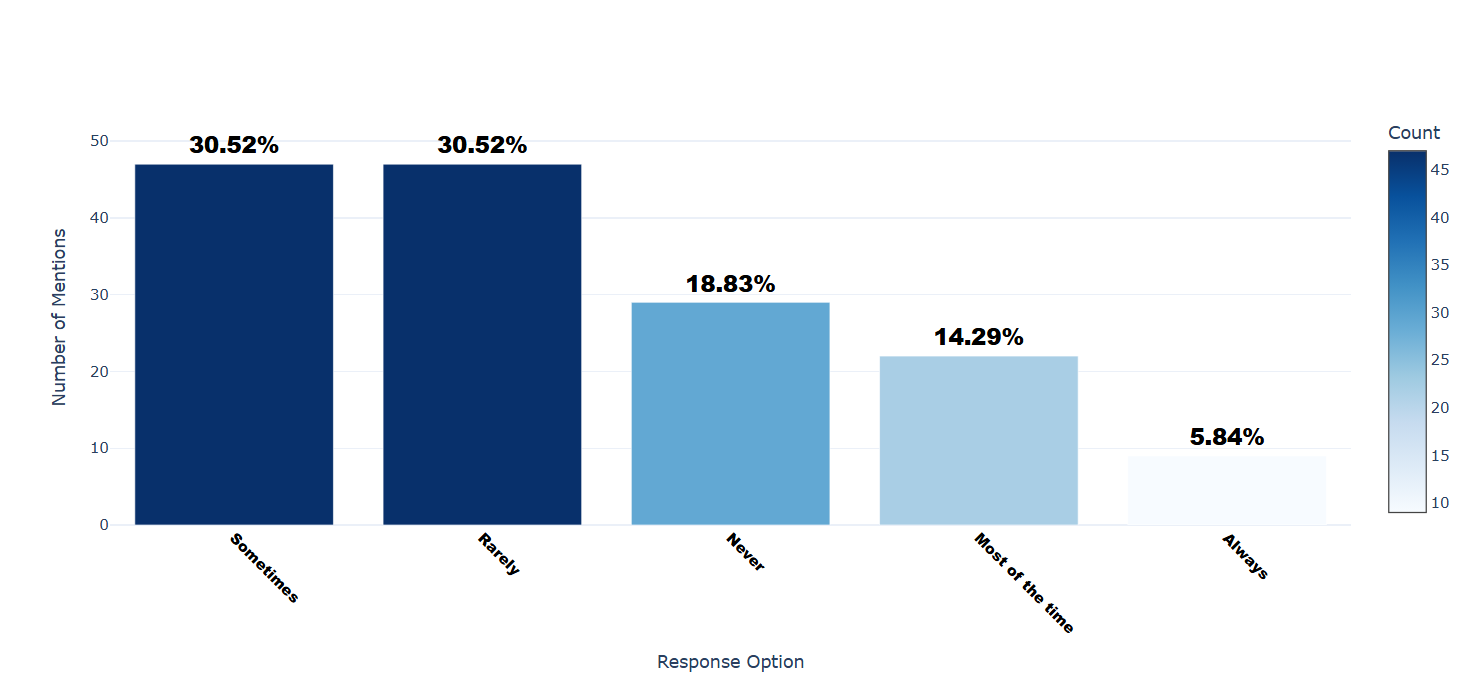 Count
50
40
30
20
10
0
Number of Mentions
30.52%
30.52%
18.83%
14.29%
5.84%
45
40
35
30
25
20
15
10
Sometimes
Rarely
Never
Most of the time
Always
Response Option